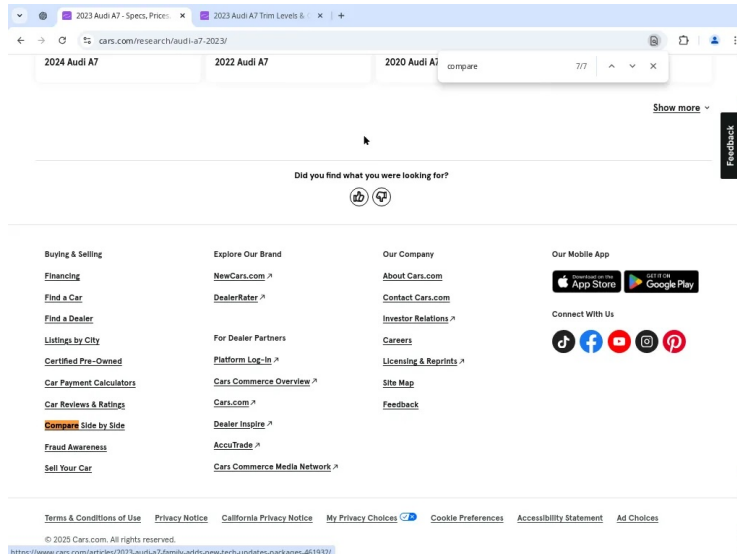 2023 Audi A7 - Specs, Prices
2023 Audi A7 Trim Levels &
cars.com/research/audi-a7-2023/
compare
7/7
2024 Audi A7
2022 Audi A7
2020 Audi A7
Show more
Feedback
Did you find what you were looking for?
Buying & Selling
Financing
Find a Car
Find a Dealer
Listings by City
Certified Pre-Owned
Car Payment Calculators
Car Reviews & Ratings
Compare Side by Side
Fraud Awareness
Sell Your Car
Explore Our Brand
NewCars.com
DealerRater
For Dealer Partners
Platform Log-In
Cars Commerce Overview
Cars.com
Dealer Inspire
AccuTrade
Cars Commerce Media Network
Our Company
About Cars.com
Contact Cars.com
Investor Relations
Careers
Licensing & Reprints
Site Map
Feedback
Our Mobile App
Download on the
App Store
GET IT ON
Google Play
Connect With Us
Terms & Conditions of Use Privacy Notice California Privacy Notice My Privacy Choices Cookie Preferences Accessibility Statement Ad Choices
© 2025 Cars.com. All rights reserved.
https://www.cars.com/articles/2023-audi-a7-family-adds-new-tech-updates-packages-461932/